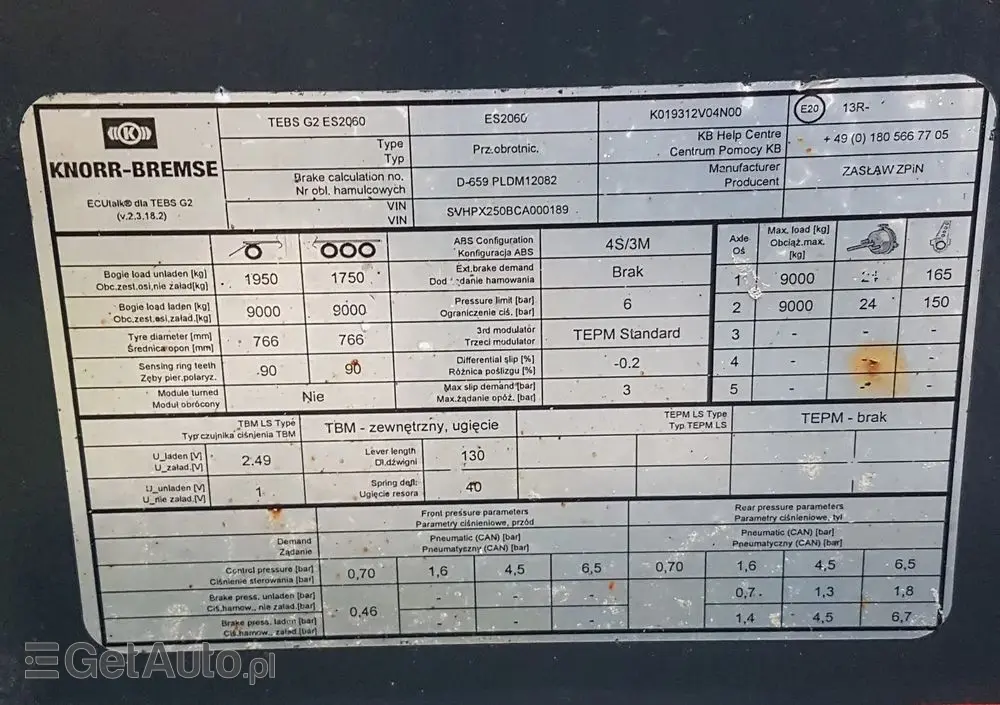 KNORR-BREMSE
ECUtalk® dla TEBS G2
(v.2.3.18.2)
TEBS G2 ES2060 ES2060 K019312V04N00 E20 13R-
Type Prz.obrotnic. KB Help Centre + 49 (0) 180 566 77 05
Typ Centrum Pomocy KB
Brake calculation no. D-659 PLDM12082 Manufacturer ZASŁAW ZPiN
Nr obl. hamulcowych Producent
VIN SVHPX250BCA000189
VIN
ABS Configuration 4S/3M
Konfiguracja ABS
Axle Max. load [kg]
Oś Obciąż.max. [kg]
Bogie load unladen [kg] 1950 1750
Obc.zest.osi,nie załad[kg]
Ext.brake demand Brak
hamowania
1 9000 165
Bogie load laden [kg] 9000 9000
Obc.zest.osi,załad.[kg]
Pressure limit [bar] 6
Ograniczenie ciś. [bar]
2 9000 24 150
Tyre diameter [mm] 766 766
Średnica opon [mm]
3rd modulator TEPM Standard
Trzeci modulator
3 - - -
Sensing ring teeth 90 90
Zęby pier.polaryz.
Differential slip [%] -0.2
Różnica poślizgu [%]
4 - - -
Module turned Nie
Moduł obrócony
Max slip demand [bar] 3
Max.żądanie opóź. [bar]
5 - - -
TBM LS Type TBM - zewnętrzny, ugięcie
Typ czujnika ciśnienia TBM
TEPM LS Type TEPM - brak
Typ TEPM LS
U_laden [V] 2.49 Lever length 130
U_załad.[V] Dł.dźwigni
U_unladen [V] 1 Spring defl: 40
U_nie załad.[V] Ugięcie resora
Front pressure parameters Rear pressure parameters
Parametry ciśnieniowe, przód Parametry ciśnieniowe, tył
Demand Pneumatic (CAN) [bar] Pneumatic (CAN) [bar]
Żądanie Pneumatyczny (CAN) [bar] Pneumatyczny (CAN) [bar]
Control pressure [bar] 0,70 1,6 4,5 6,5 0,70 1,6 4,5 6,5
Ciśnienie sterowania [bar]
Brake press. unladen [bar] 0,46 - - - 0,7 1,3 1,8
Ciś.hamow., nie załad.[bar]
Brake press. laden [bar] - - - 1,4 4,5 6,7
Ciś.hamow., załad.[bar]
GetAuto.pl